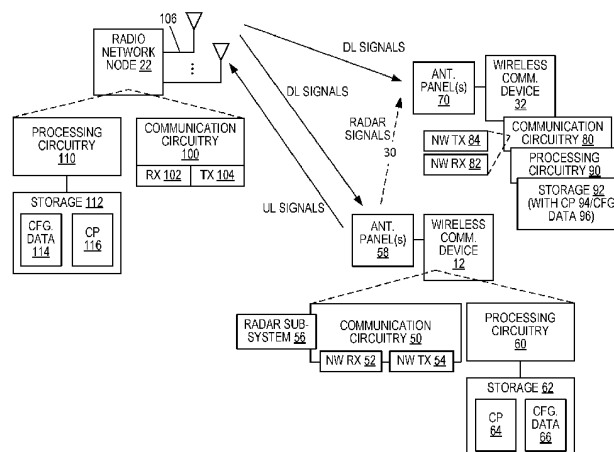 106
RADIO
NETWORK
NODE 22
DL SIGNALS
DL SIGNALS
ANT.
PANEL(s)
70
WIRELESS
COMM.
DEVICE
32
RADAR
SIGNALS
30
PROCESSING
CIRCUITRY
110
COMMUNICATION
CIRCUITRY
100
RX 102
TX 104
NW TX 84
NW RX 82
COMMUNICATION
CIRCUITRY 80
PROCESSING
CIRCUITRY
90
STORAGE 92
(WITH CP 94/CFG.
DATA 96)
STORAGE 112
CFG.
DATA
114
CP
116
UL SIGNALS
ANT.
PANEL(s)
58
WIRELESS
COMM.
DEVICE
12
RADAR SUB-
SYSTEM 56
COMMUNICATION
CIRCUITRY 50
NW RX 52
NW TX 54
PROCESSING
CIRCUITRY
60
STORAGE 62
CP
64
CFG.
DATA
66